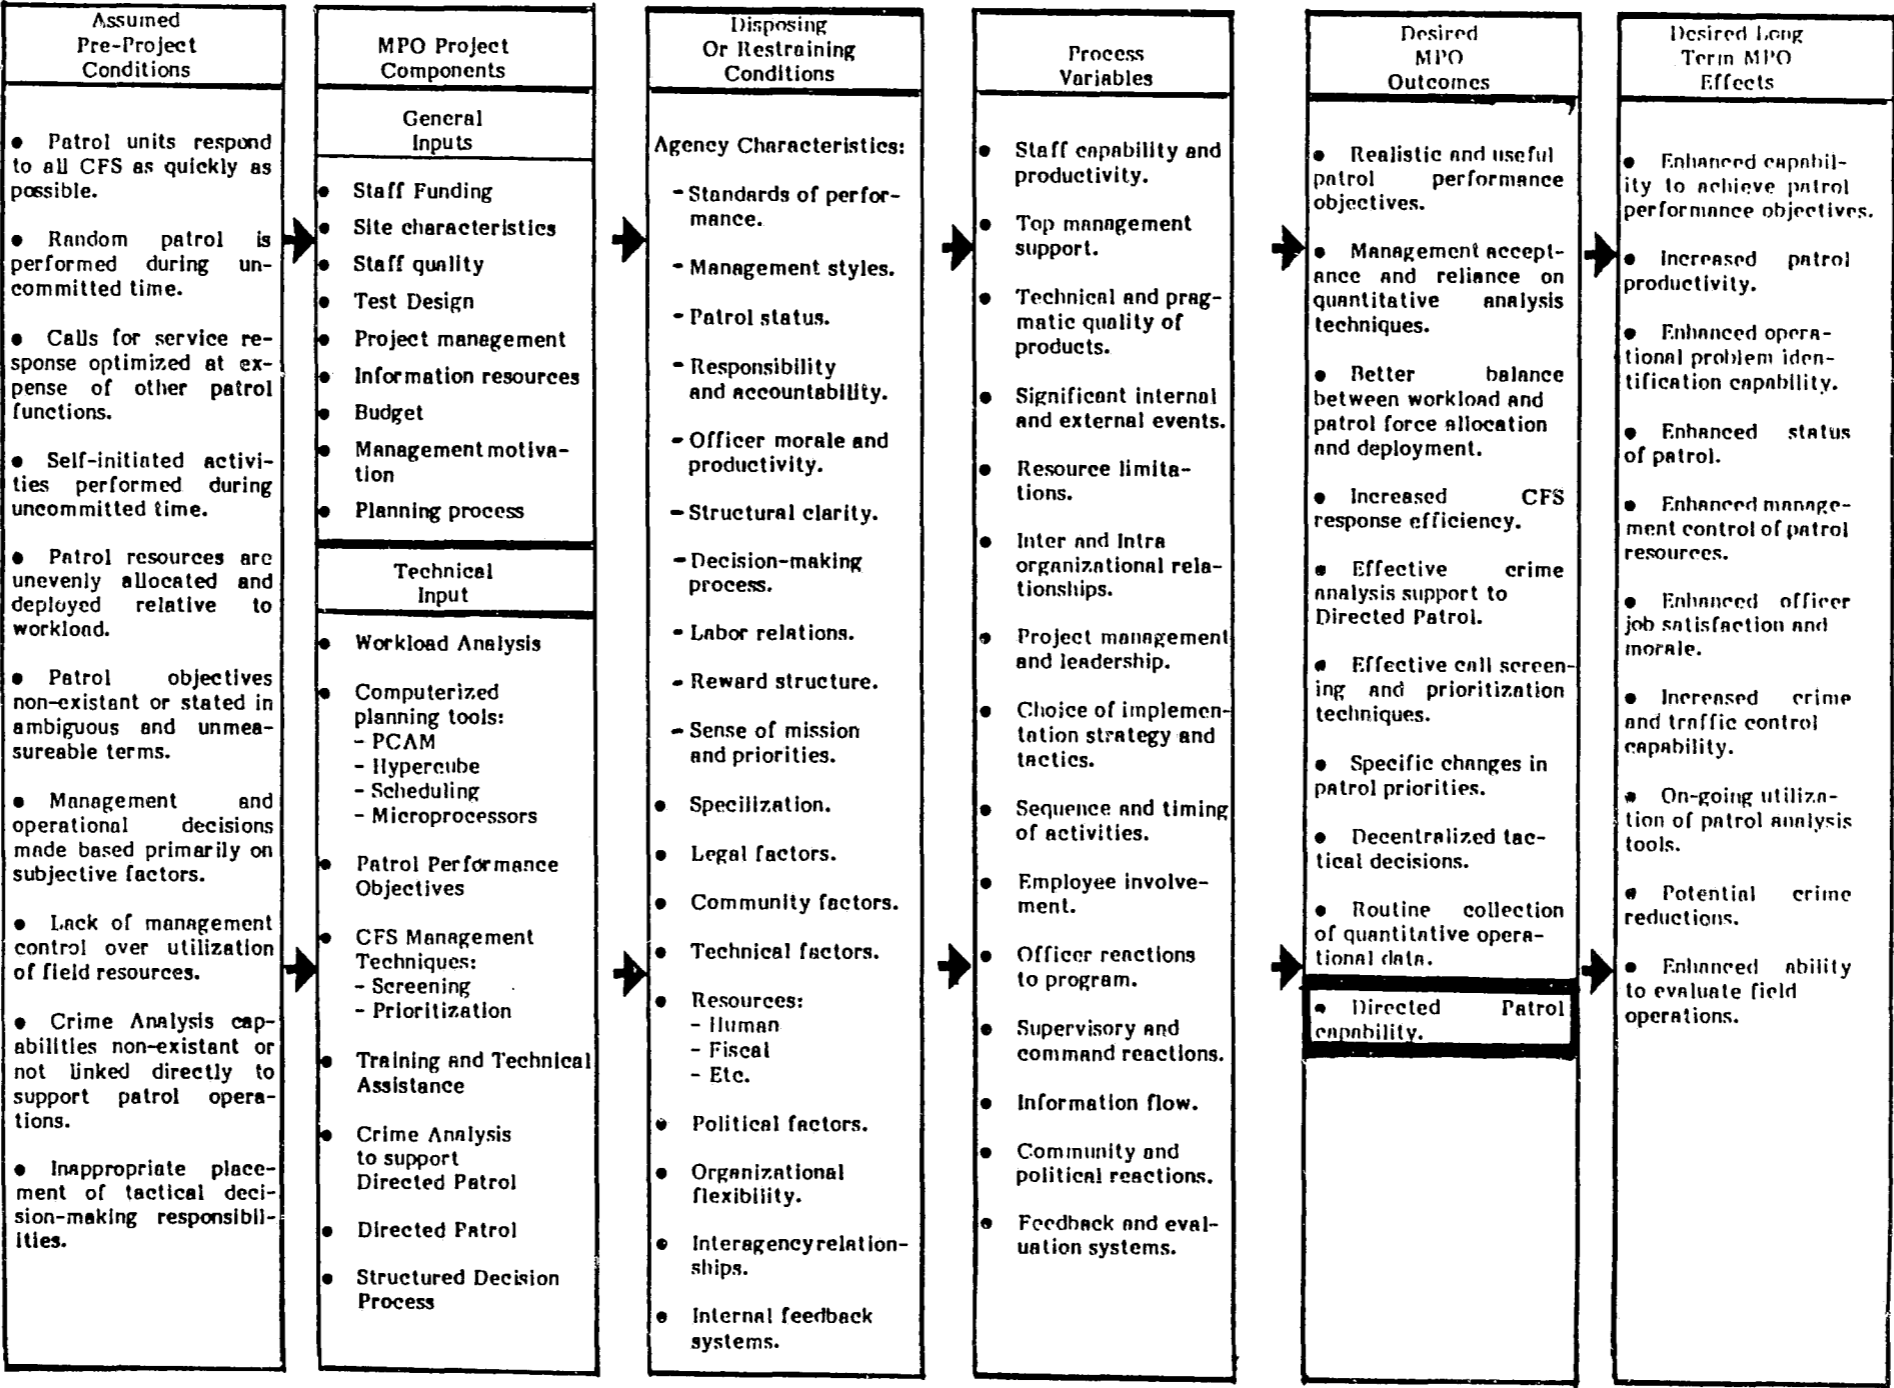 Assumed
Pre-Project
Conditions
● Patrol units respond
to all CFS as quickly as
possible.
● Random patrol is
performed during un-
committed time.
● Calls for service re-
sponse optimized at ex-
pense of other patrol
functions.
● Self-initiated activi-
ties performed during
uncommitted time.
● Patrol resources are
unevenly allocated and
deployed relative to
workload.
● Patrol objectives
non-existant or stated in
ambiguous and unmea-
sureable terms.
● Management and
operational decisions
made based primarily on
subjective factors.
● Lack of management
control over utilization
of field resources.
● Crime Analysis cap-
abilities non-existant or
not linked directly to
support patrol opera-
tions.
● Inappropriate place-
ment of tactical deci-
sion-making responsibil-
ities.
MPO Project
Components
General
Inputs
● Staff Funding
● Site characteristics
● Staff quality
● Test Design
● Project management
● Information resources
● Budget
● Management motiva-
tion
● Planning process
Technical
Input
● Workload Analysis
● Computerized
planning tools:
- PCAM
- Hypercube
- Scheduling
- Microprocessors
● Patrol Performance
Objectives
● CFS Management
Techniques:
- Screening
- Prioritization
● Training and Technical
Assistance
● Crime Analysis
to support
Directed Patrol
● Directed Patrol
● Structured Decision
Process
Disposing
Or Restraining
Conditions
Agency Characteristics:
- Standards of perfor-
mance.
- Management styles.
- Patrol status.
- Responsibility
and accountability.
- Officer morale and
productivity.
- Structural clarity.
- Decision-making
process.
- Labor relations.
- Reward structure.
- Sense of mission
and priorities.
● Specilization.
● Legal factors.
● Community factors.
● Technical factors.
● Resources:
- Human
- Fiscal
- Etc.
● Political factors.
● Organizational
flexibility.
● Interagency relation-
ships.
● Internal feedback
systems.
Process
Variables
● Staff capability and
productivity.
● Top management
support.
● Technical and prag-
matic quality of
products.
● Significant internal
and external events.
● Resource limita-
tions.
● Inter and Intra
organizational rela-
tionships.
● Project management
and leadership.
● Choice of implemen-
tation strategy and
tactics.
● Sequence and timing
of activities.
● Employee involve-
ment.
● Officer reactions
to program.
● Supervisory and
command reactions.
● Information flow.
● Community and
political reactions.
● Feedback and eval-
uation systems.
Desired
MPO
Outcomes
● Realistic and useful
patrol performance
objectives.
● Management accept-
ance and reliance on
quantitative analysis
techniques.
● Better balance
between workload and
patrol force allocation
and deployment.
● Increased CFS
response efficiency.
● Effective crime
analysis support to
Directed Patrol.
● Effective call screen-
ing and prioritization
techniques.
● Specific changes in
patrol priorities.
● Decentralized tac-
tical decisions.
● Routine collection
of quantitative opera-
tional data.
● Directed Patrol
capability.
Desired Long
Term MPO
Effects
● Enhanced capabil-
ity to achieve patrol
performance objectives.
● Increased patrol
productivity.
● Enhanced opera-
tional problem iden-
tification capability.
● Enhanced status
of patrol.
● Enhanced manage-
ment control of patrol
resources.
● Enhanced officer
job satisfaction and
morale.
● Increased crime
and traffic control
capability.
● On-going utiliza-
tion of patrol analysis
tools.
● Potential crime
reductions.
● Enhanced ability
to evaluate field
operations.